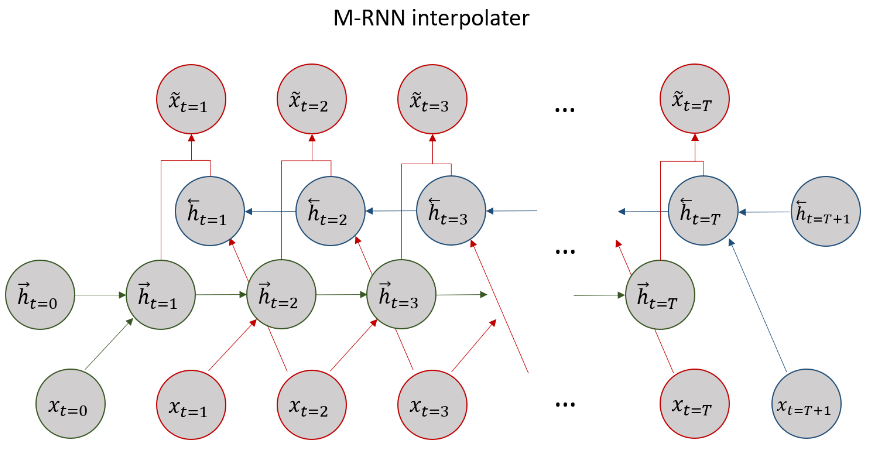 M-RNN interpolater
x̃ₜ₌₁ x̃ₜ₌₂ x̃ₜ₌₃ ... x̃ₜ₌T
h⃖ₜ₌₁ h⃖ₜ₌₂ h⃖ₜ₌₃ h⃖ₜ₌T h⃖ₜ₌T₊₁
...
h⃗ₜ₌₀ h⃗ₜ₌₁ h⃗ₜ₌₂ h⃗ₜ₌₃ h⃗ₜ₌T
xₜ₌₀ xₜ₌₁ xₜ₌₂ xₜ₌₃ ... xₜ₌T xₜ₌T₊₁